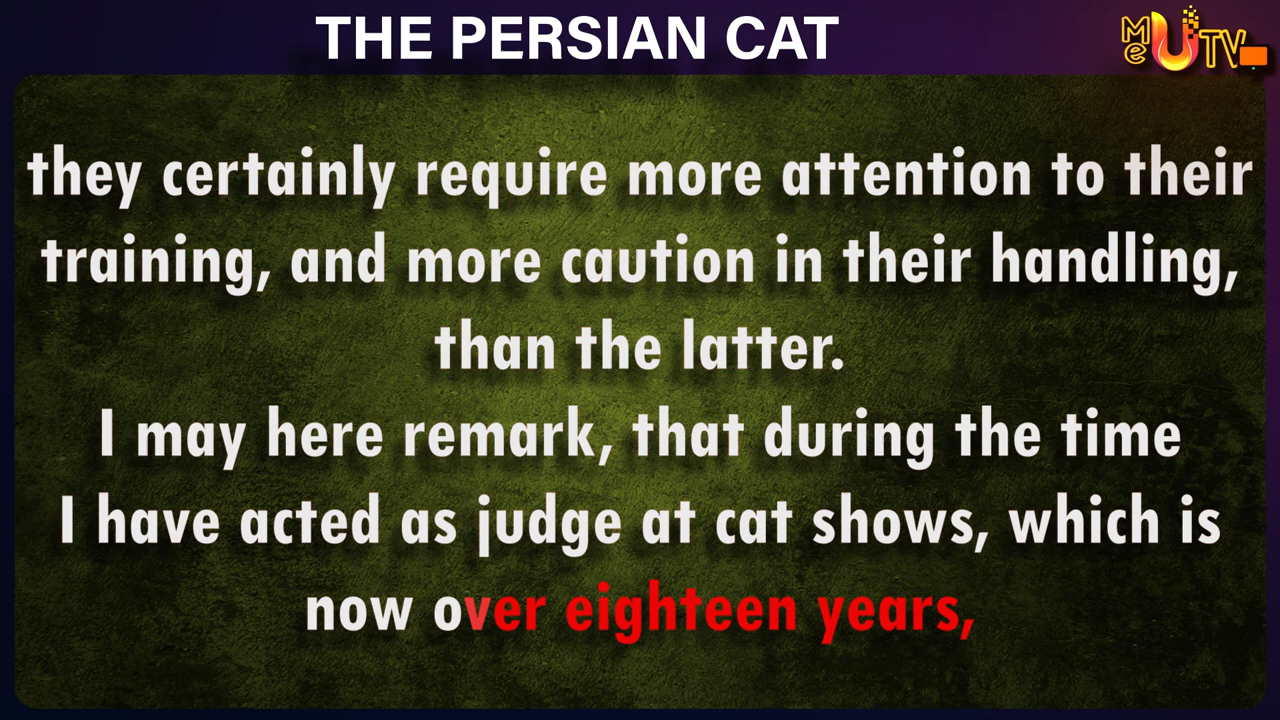 THE PERSIAN CAT
Me U TV
they certainly require more attention to their
training, and more caution in their handling,
than the latter.
I may here remark, that during the time
I have acted as judge at cat shows, which is
now over eighteen years,